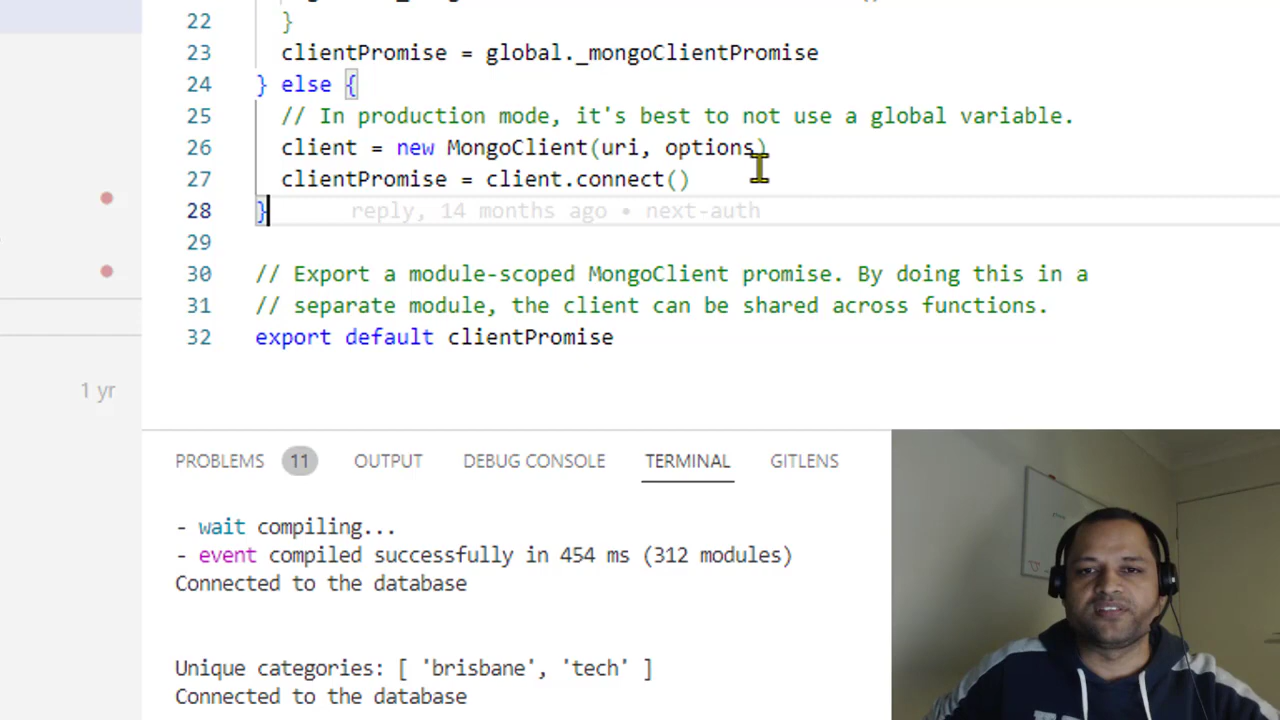 22 }
23 clientPromise = global._mongoClientPromise
24 } else {
25 // In production mode, it's best to not use a global variable.
26 client = new MongoClient(uri, options)
27 clientPromise = client.connect()
28 } reply, 14 months ago • next-auth
29
30 // Export a module-scoped MongoClient promise. By doing this in a
31 // separate module, the client can be shared across functions.
32 export default clientPromise
1 yr
PROBLEMS 11 OUTPUT DEBUG CONSOLE TERMINAL GITLENS
- wait compiling...
- event compiled successfully in 454 ms (312 modules)
Connected to the database
Unique categories: [ 'brisbane', 'tech' ]
Connected to the database